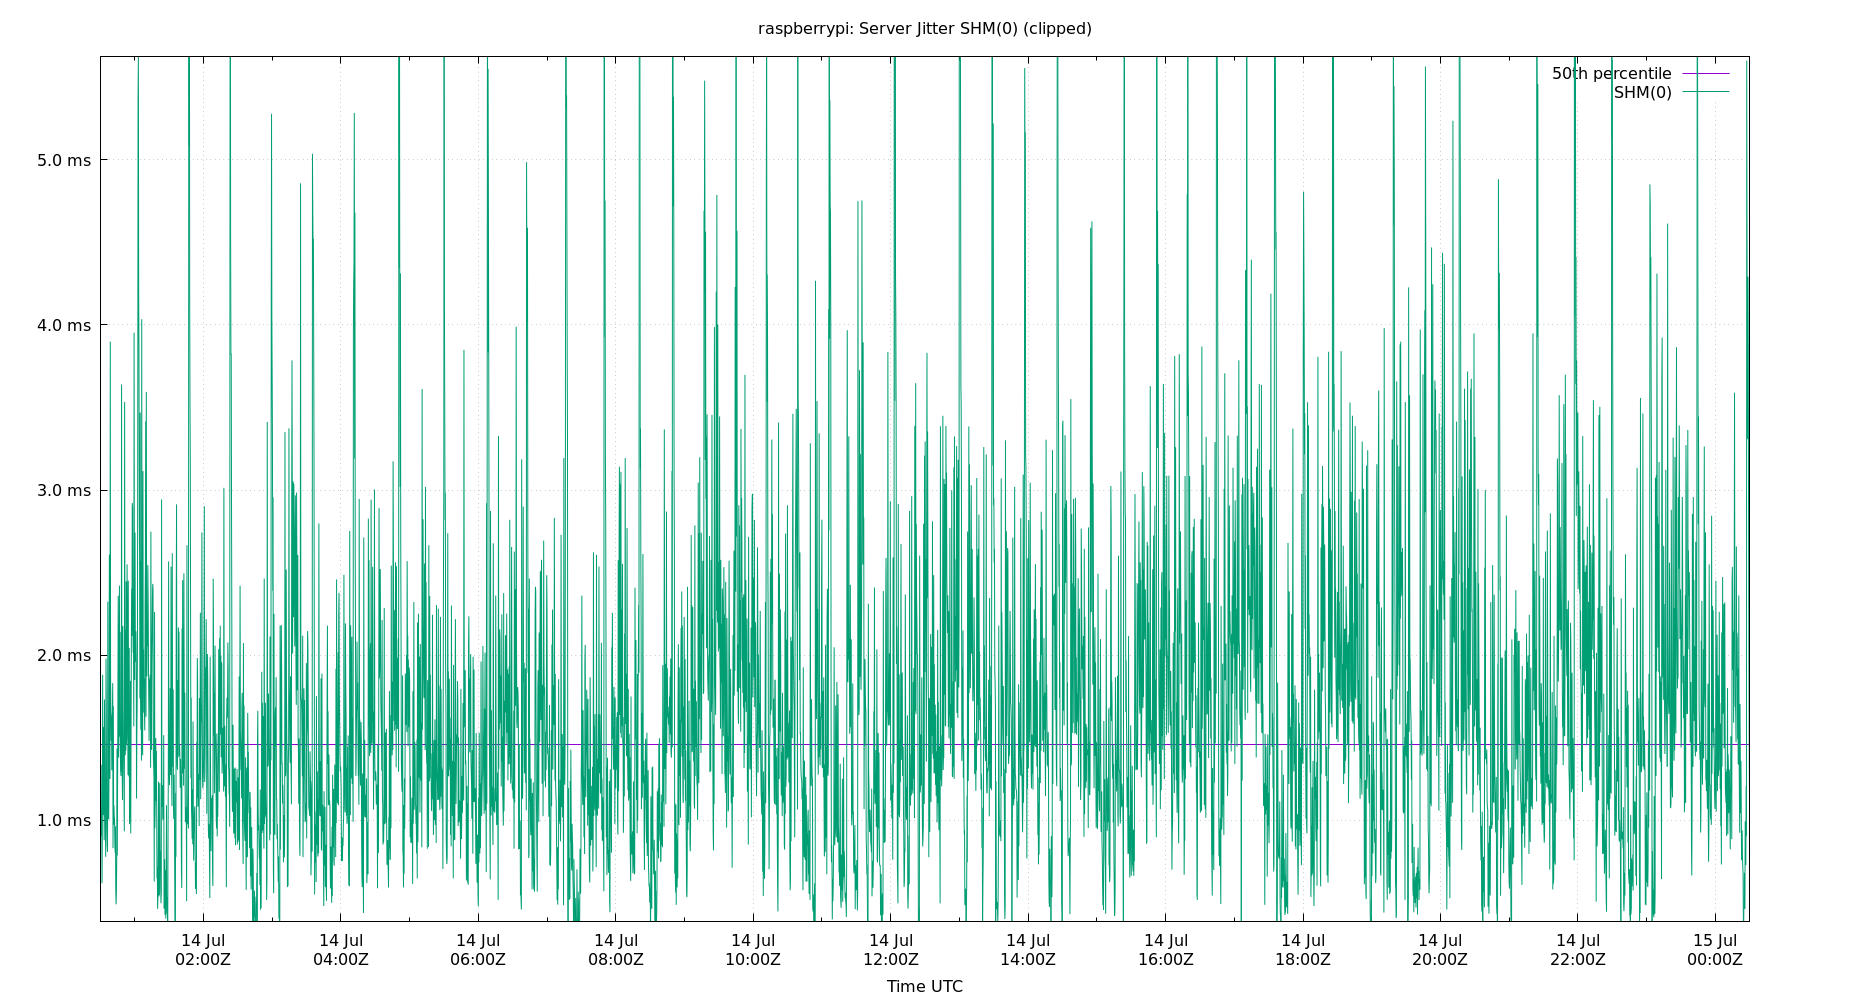 raspberrypi: Server Jitter SHM(0) (clipped)
50th percentile
SHM(0)
5.0 ms
4.0 ms
3.0 ms
2.0 ms
1.0 ms
14 Jul 14 Jul 14 Jul 14 Jul 14 Jul 14 Jul 14 Jul 14 Jul 14 Jul 14 Jul 14 Jul 15 Jul
02:00Z 04:00Z 06:00Z 08:00Z 10:00Z 12:00Z 14:00Z 16:00Z 18:00Z 20:00Z 22:00Z 00:00Z
Time UTC